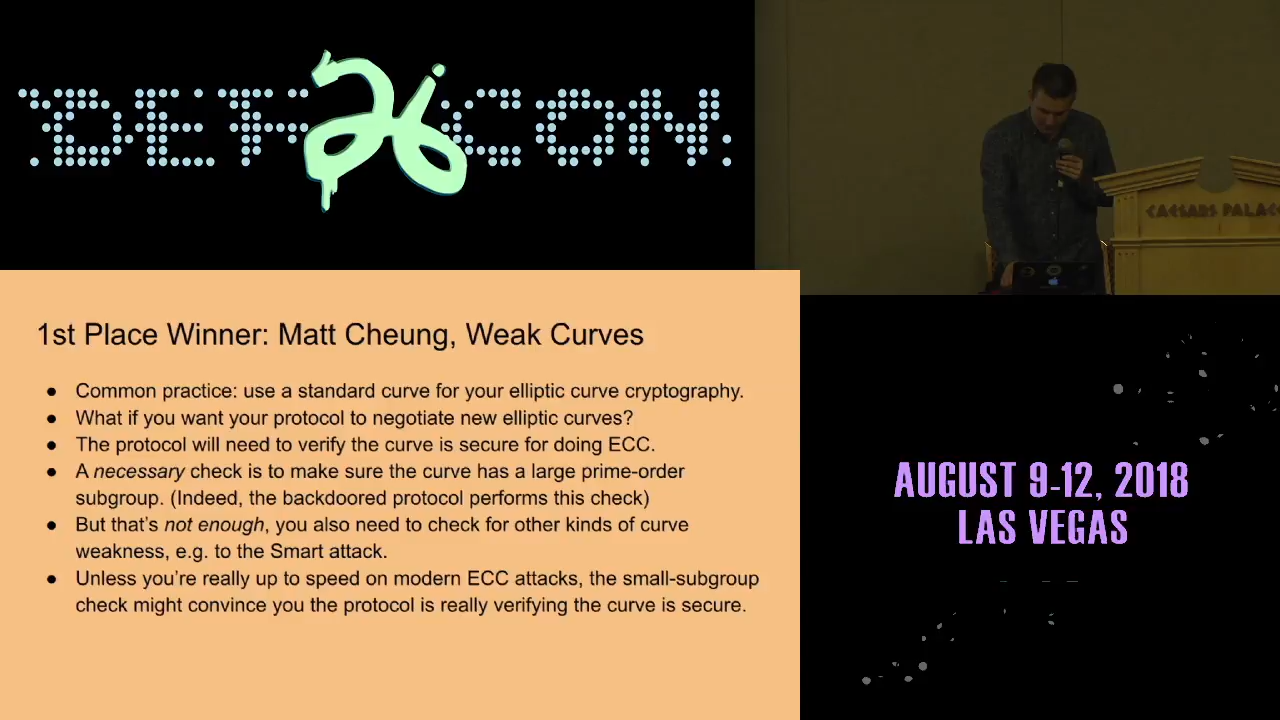 DEF 26 CON
CAESARS PALAC
1st Place Winner: Matt Cheung, Weak Curves
● Common practice: use a standard curve for your elliptic curve cryptography.
● What if you want your protocol to negotiate new elliptic curves?
● The protocol will need to verify the curve is secure for doing ECC.
● A necessary check is to make sure the curve has a large prime-order
subgroup. (Indeed, the backdoored protocol performs this check)
● But that's not enough, you also need to check for other kinds of curve
weakness, e.g. to the Smart attack.
● Unless you're really up to speed on modern ECC attacks, the small-subgroup
check might convince you the protocol is really verifying the curve is secure.
AUGUST 9-12, 2018
LAS VEGAS